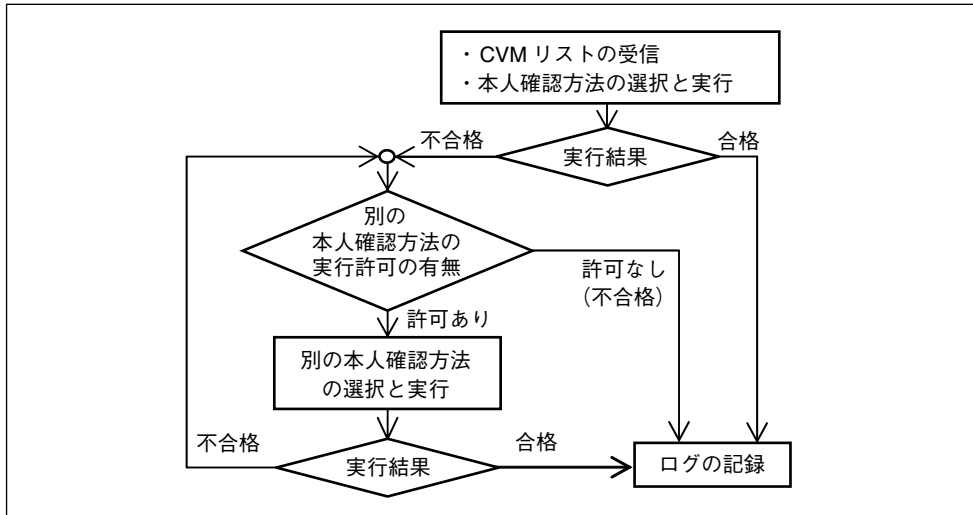 ・CVM リストの受信
・本人確認方法の選択と実行
不合格
実行結果
合格
別の
本人確認方法の
実行許可の有無
許可なし
（不合格）
許可あり
別の本人確認方法
の選択と実行
不合格
実行結果
合格
ログの記録